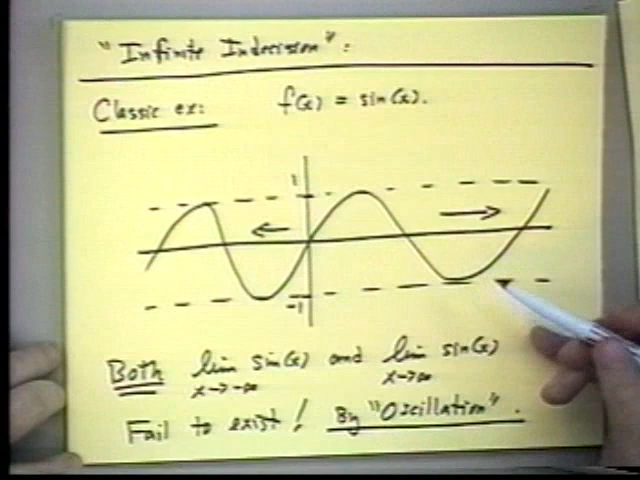 "Infinite Indecision":
Classic ex: f(x) = sin(x).
1
-1
Both lim sin(x) and lim sin(x)
x→-∞ x→∞
Fail to exist! By "Oscillation".